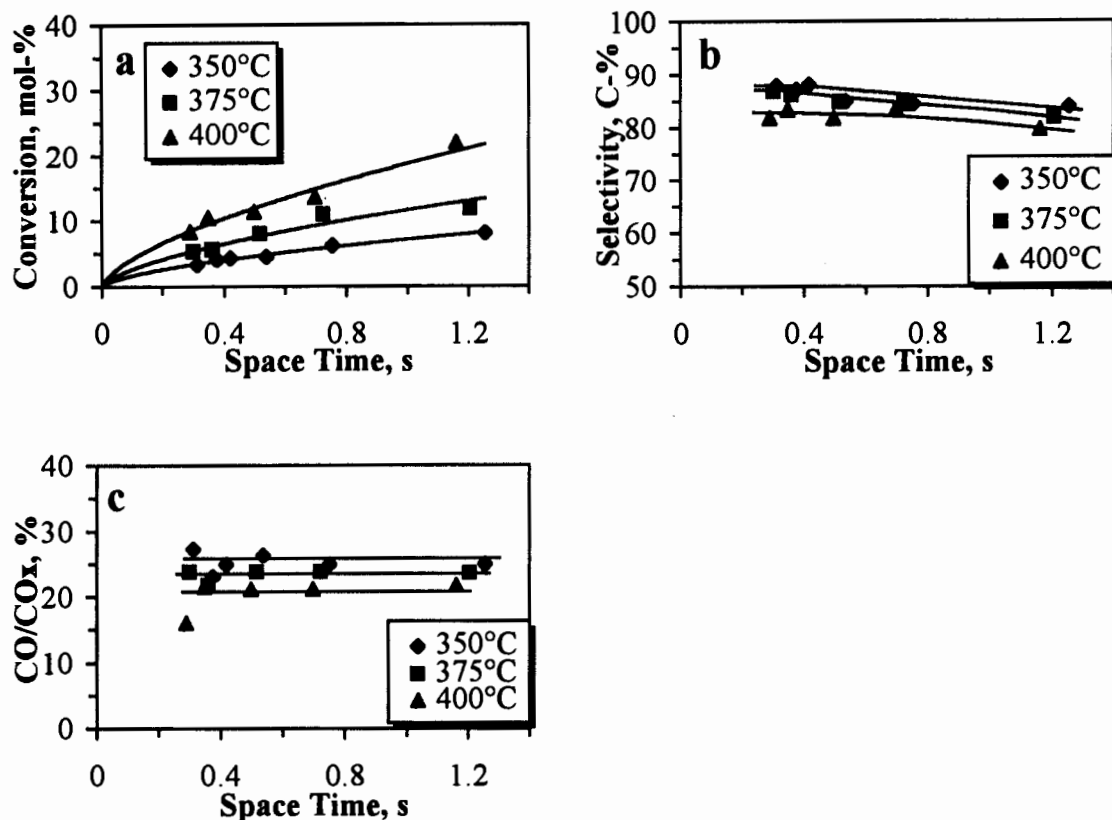 a
Conversion, mol-%
40
30
20
10
0
350°C
375°C
400°C
0 0.4 0.8 1.2
Space Time, s
b
Selectivity, C-%
100
90
80
70
60
50
350°C
375°C
400°C
0 0.4 0.8 1.2
Space Time, s
c
CO/COx, %
40
30
20
10
0
350°C
375°C
400°C
0 0.4 0.8 1.2
Space Time, s